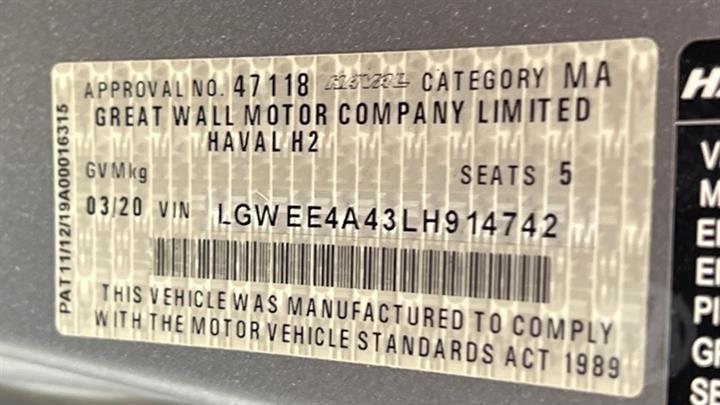 APPROVAL NO. 47118 HAVAL CATEGORY MA
GREAT WALL MOTOR COMPANY LIMITED
HAVAL H2
GVMkg SEATS 5
03/20 VIN LGWEE4A43LH914742
THIS VEHICLE WAS MANUFACTURED TO COMPLY
WITH THE MOTOR VEHICLE STANDARDS ACT 1989
PAT11/12/19A00016315